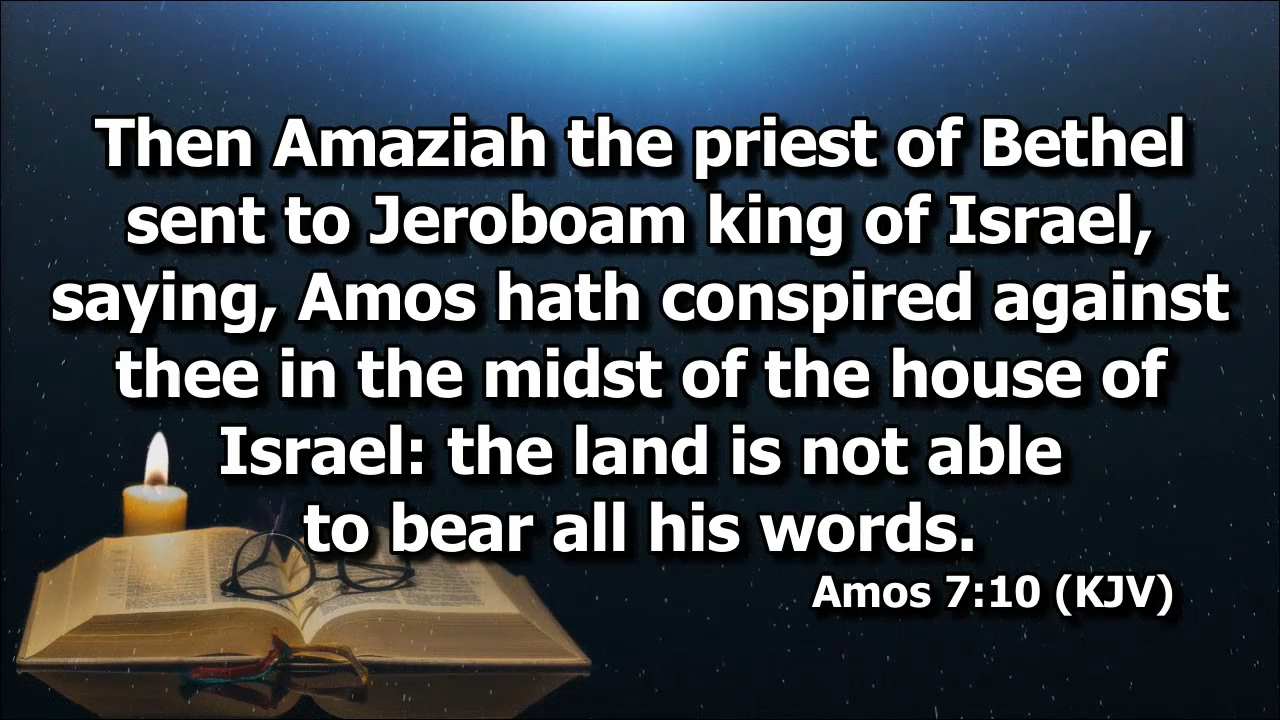 Then Amaziah the priest of Bethel
sent to Jeroboam king of Israel,
saying, Amos hath conspired against
thee in the midst of the house of
Israel: the land is not able
to bear all his words.
Amos 7:10 (KJV)